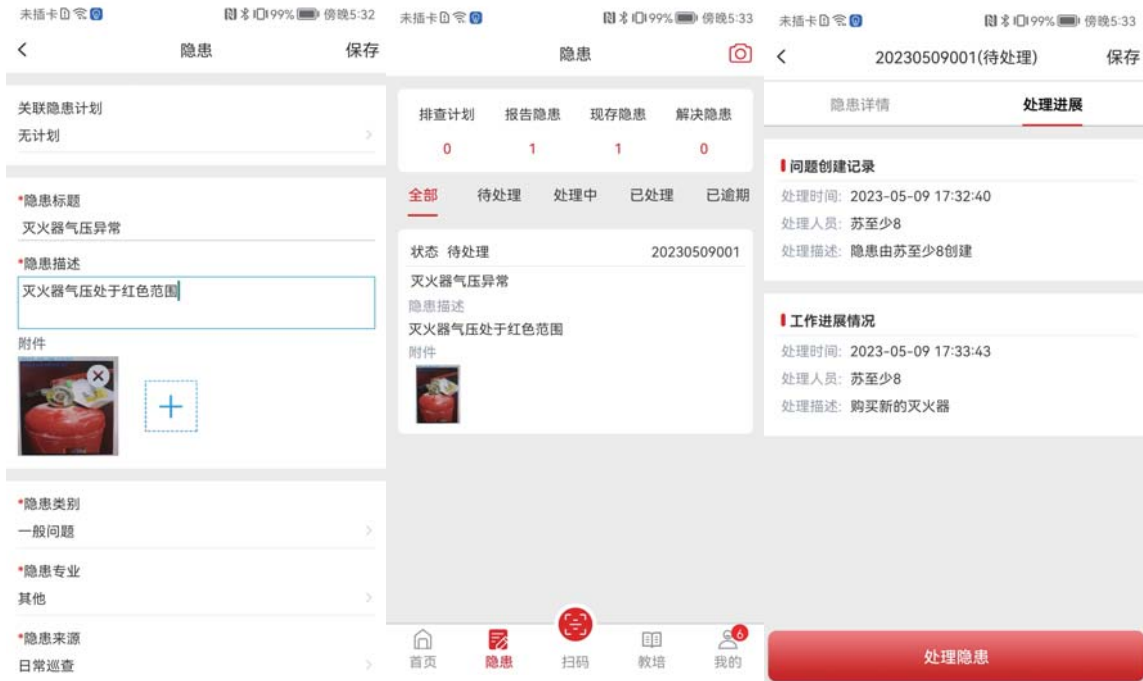 未插卡
99%
傍晚5:32
隐患
保存
关联隐患计划
无计划
*隐患标题
灭火器气压异常
*隐患描述
灭火器气压处于红色范围
附件
*隐患类别
一般问题
*隐患专业
其他
*隐患来源
日常巡查
未插卡
99%
傍晚5:33
隐患
排查计划 报告隐患 现存隐患 解决隐患
0 1 1 0
全部 待处理 处理中 已处理 已逾期
状态 待处理 20230509001
灭火器气压异常
隐患描述
灭火器气压处于红色范围
附件
6
首页 隐患 扫码 教培 我的
未插卡
99%
傍晚5:33
20230509001(待处理)
保存
隐患详情 处理进展
问题创建记录
处理时间: 2023-05-09 17:32:40
处理人员: 苏至少8
处理描述: 隐患由苏至少8创建
工作进展情况
处理时间: 2023-05-09 17:33:43
处理人员: 苏至少8
处理描述: 购买新的灭火器
处理隐患